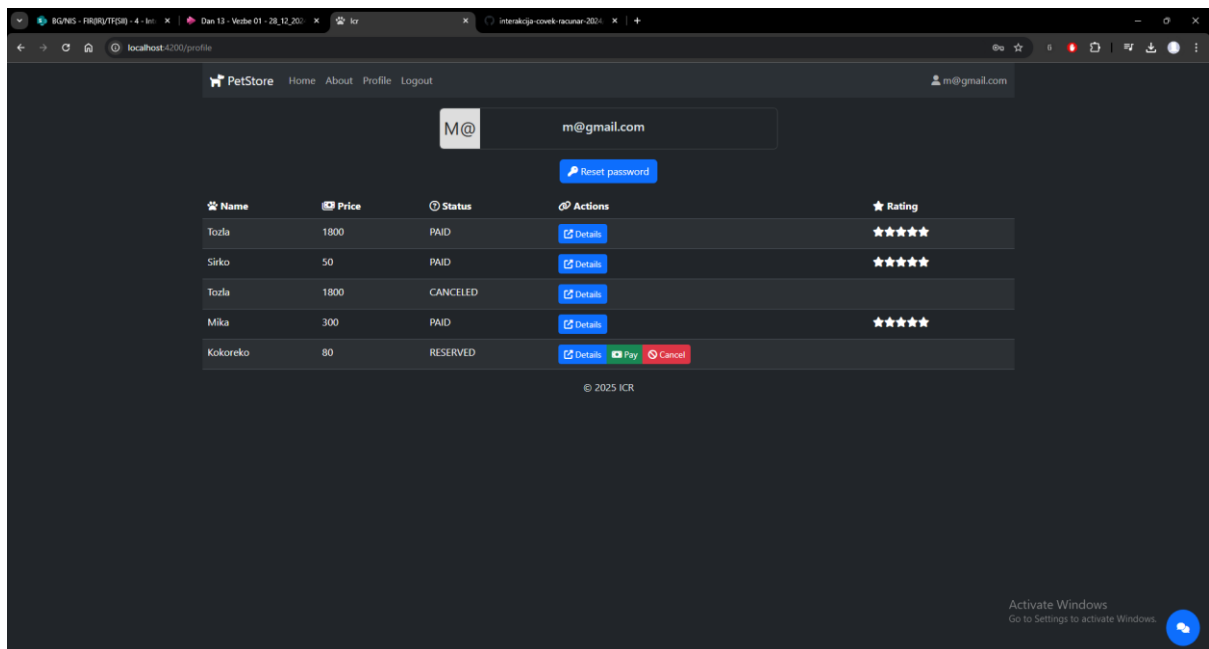 BG/NIS - FIR(IR)/TF(SII) - 4 - Int Dan 13 - Vezbe 01 - 28_12_202 Icr interakcija-covek-racunar-2024
localhost:4200/profile
PetStore Home About Profile Logout m@gmail.com
M@ m@gmail.com
Reset password
Name Price Status Actions Rating
Tozla 1800 PAID Details
Sirko 50 PAID Details
Tozla 1800 CANCELED Details
Mika 300 PAID Details
Kokoreko 80 RESERVED Details Pay Cancel
© 2025 ICR
Activate Windows
Go to Settings to activate Windows.